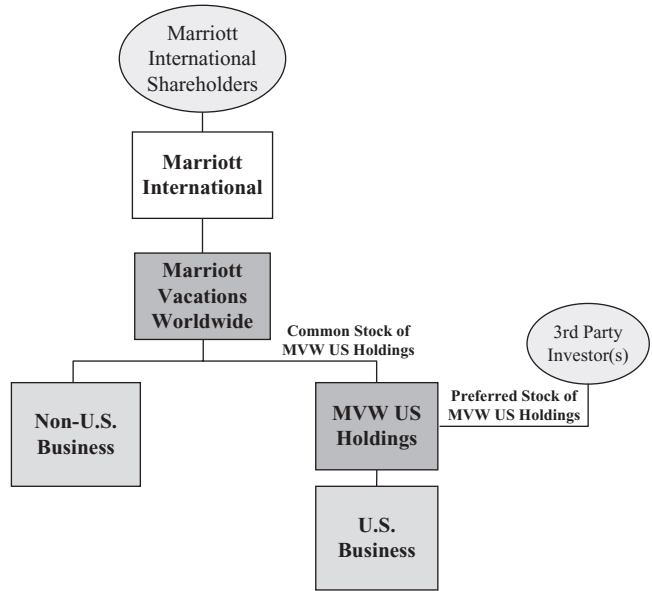 Marriott
International
Shareholders
Marriott
International
Marriott
Vacations
Worldwide
Common Stock of
MVW US Holdings
3rd Party
Investor(s)
Non-U.S.
Business
MVW US
Holdings
Preferred Stock of
MVW US Holdings
U.S.
Business